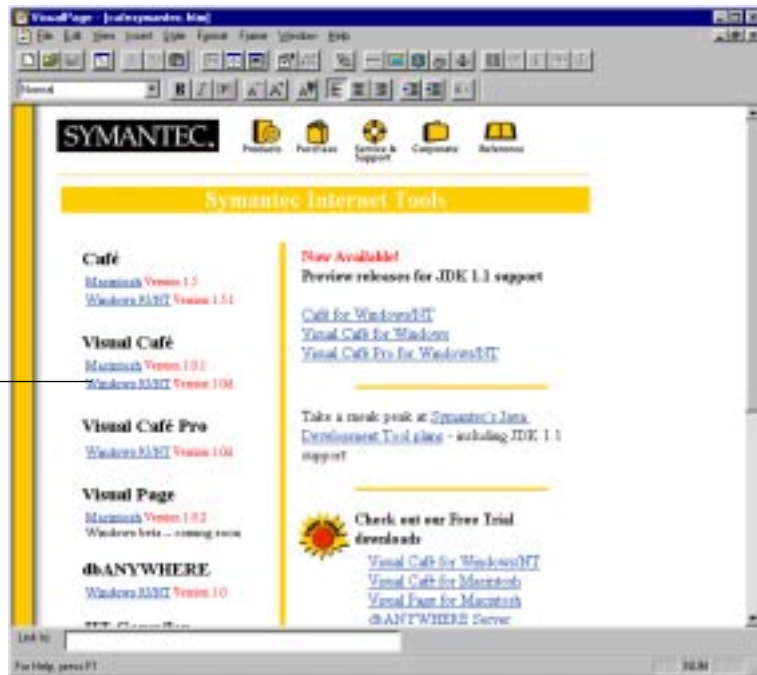 VisualPage - [cafesymantec.htm]
File Edit View Insert Style Format Frame Window Help
Normal
SYMANTEC.
Products Purchase Service & Support Corporate Reference
Symantec Internet Tools
Café
Macintosh Version 1.5
Windows 95/NT Version 1.51
Visual Café
Macintosh Version 1.0.1
Windows 95/NT Version 1.0d
Visual Café Pro
Windows 95/NT Version 1.0d
Visual Page
Macintosh Version 1.0.2
Windows beta ... coming soon
dbANYWHERE
Windows 95/NT Version 1.0
Now Available!
Preview releases for JDK 1.1 support
Café for Windows/NT
Visual Café for Windows
Visual Café Pro for Windows/NT
Take a sneak peak at Symantec's Java
Development Tool plans - including JDK 1.1
support
Check out our Free Trial
downloads
Visual Café for Windows/NT
Visual Café for Macintosh
Visual Page for Macintosh
dbANYWHERE Server
Link to:
For Help, press F1
NUM